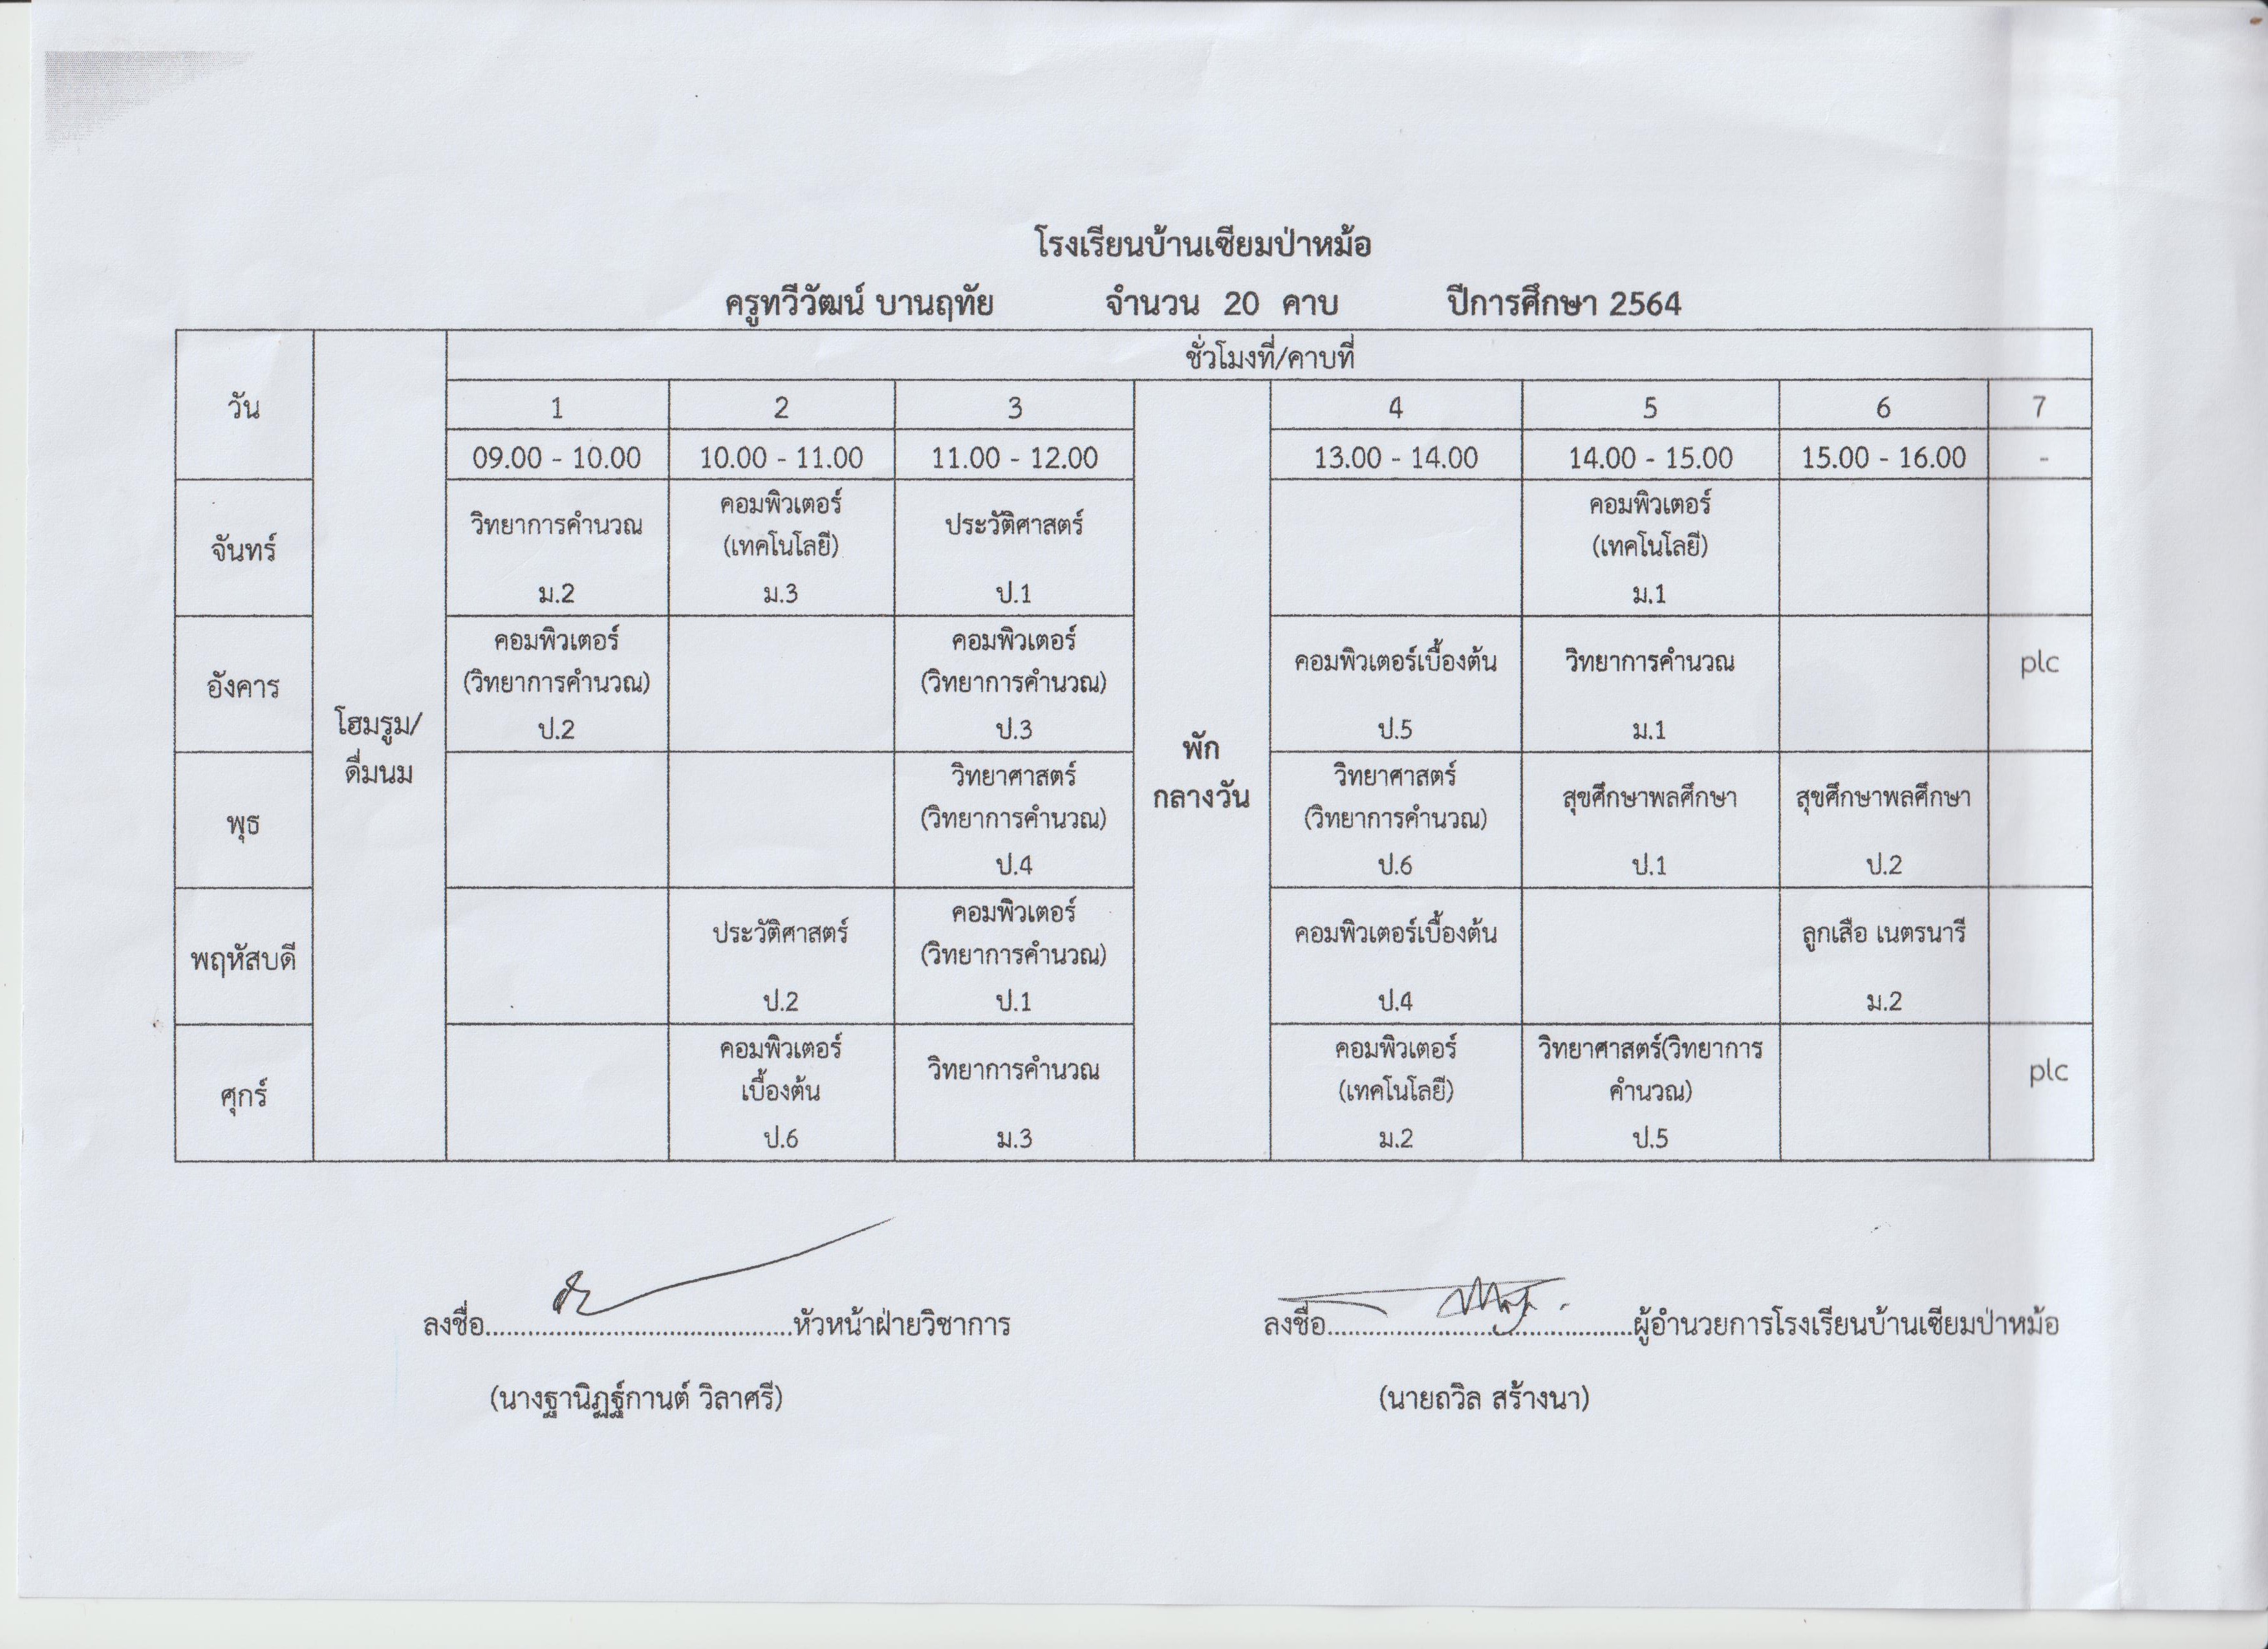 โรงเรียนบ้านเซียมป่าหม้อ
ครูทวีวัฒน์ บานฤทัย จำนวน 20 คาบ ปีการศึกษา 2564
วัน
โฮมรูม/
ดื่มนม
ชั่วโมงที่/คาบที่
1 2 3 4 5 6 7
09.00 - 10.00 10.00 - 11.00 11.00 - 12.00 13.00 - 14.00 14.00 - 15.00 15.00 - 16.00 -
พัก
กลางวัน
จันทร์
วิทยาการคำนวณ
ม.2
คอมพิวเตอร์
(เทคโนโลยี)
ม.3
ประวัติศาสตร์
ป.1
คอมพิวเตอร์
(เทคโนโลยี)
ม.1
อังคาร
คอมพิวเตอร์
(วิทยาการคำนวณ)
ป.2
คอมพิวเตอร์
(วิทยาการคำนวณ)
ป.3
คอมพิวเตอร์เบื้องต้น
ป.5
วิทยาการคำนวณ
ม.1
plc
พุธ
วิทยาศาสตร์
(วิทยาการคำนวณ)
ป.4
วิทยาศาสตร์
(วิทยาการคำนวณ)
ป.6
สุขศึกษาพลศึกษา
ป.1
สุขศึกษาพลศึกษา
ป.2
พฤหัสบดี
ประวัติศาสตร์
ป.2
คอมพิวเตอร์
(วิทยาการคำนวณ)
ป.1
คอมพิวเตอร์เบื้องต้น
ป.4
ลูกเสือ เนตรนารี
ม.2
ศุกร์
คอมพิวเตอร์
เบื้องต้น
ป.6
วิทยาการคำนวณ
ม.3
คอมพิวเตอร์
(เทคโนโลยี)
ม.2
วิทยาศาสตร์(วิทยาการ
คำนวณ)
ป.5
plc
ลงชื่อ............................................หัวหน้าฝ่ายวิชาการ
(นางฐานิฏฐ์กานต์ วิลาศรี)
ลงชื่อ............................................ผู้อำนวยการโรงเรียนบ้านเซียมป่าหม้อ
(นายถวิล สร้างนา)